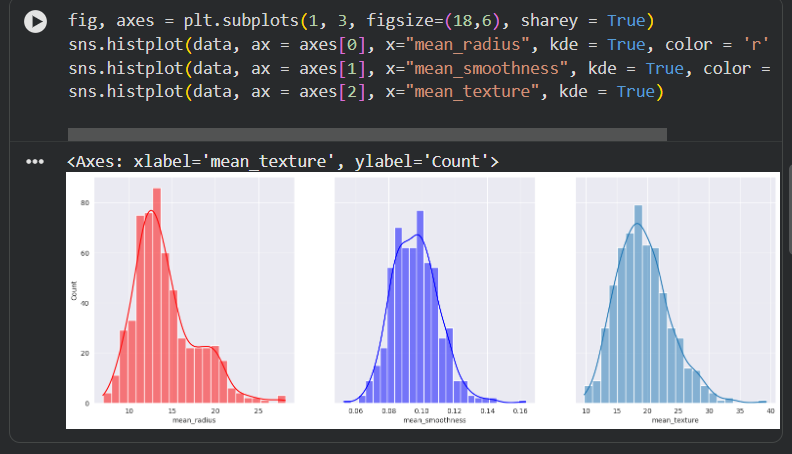 fig, axes = plt.subplots(1, 3, figsize=(18,6), sharey = True)
sns.histplot(data, ax = axes[0], x="mean_radius", kde = True, color = 'r'
sns.histplot(data, ax = axes[1], x="mean_smoothness", kde = True, color =
sns.histplot(data, ax = axes[2], x="mean_texture", kde = True)
<Axes: xlabel='mean_texture', ylabel='Count'>
80
60
40
20
0
Count
10 15 20 25
mean_radius
0.06 0.08 0.10 0.12 0.14 0.16
mean_smoothness
10 15 20 25 30 35 40
mean_texture